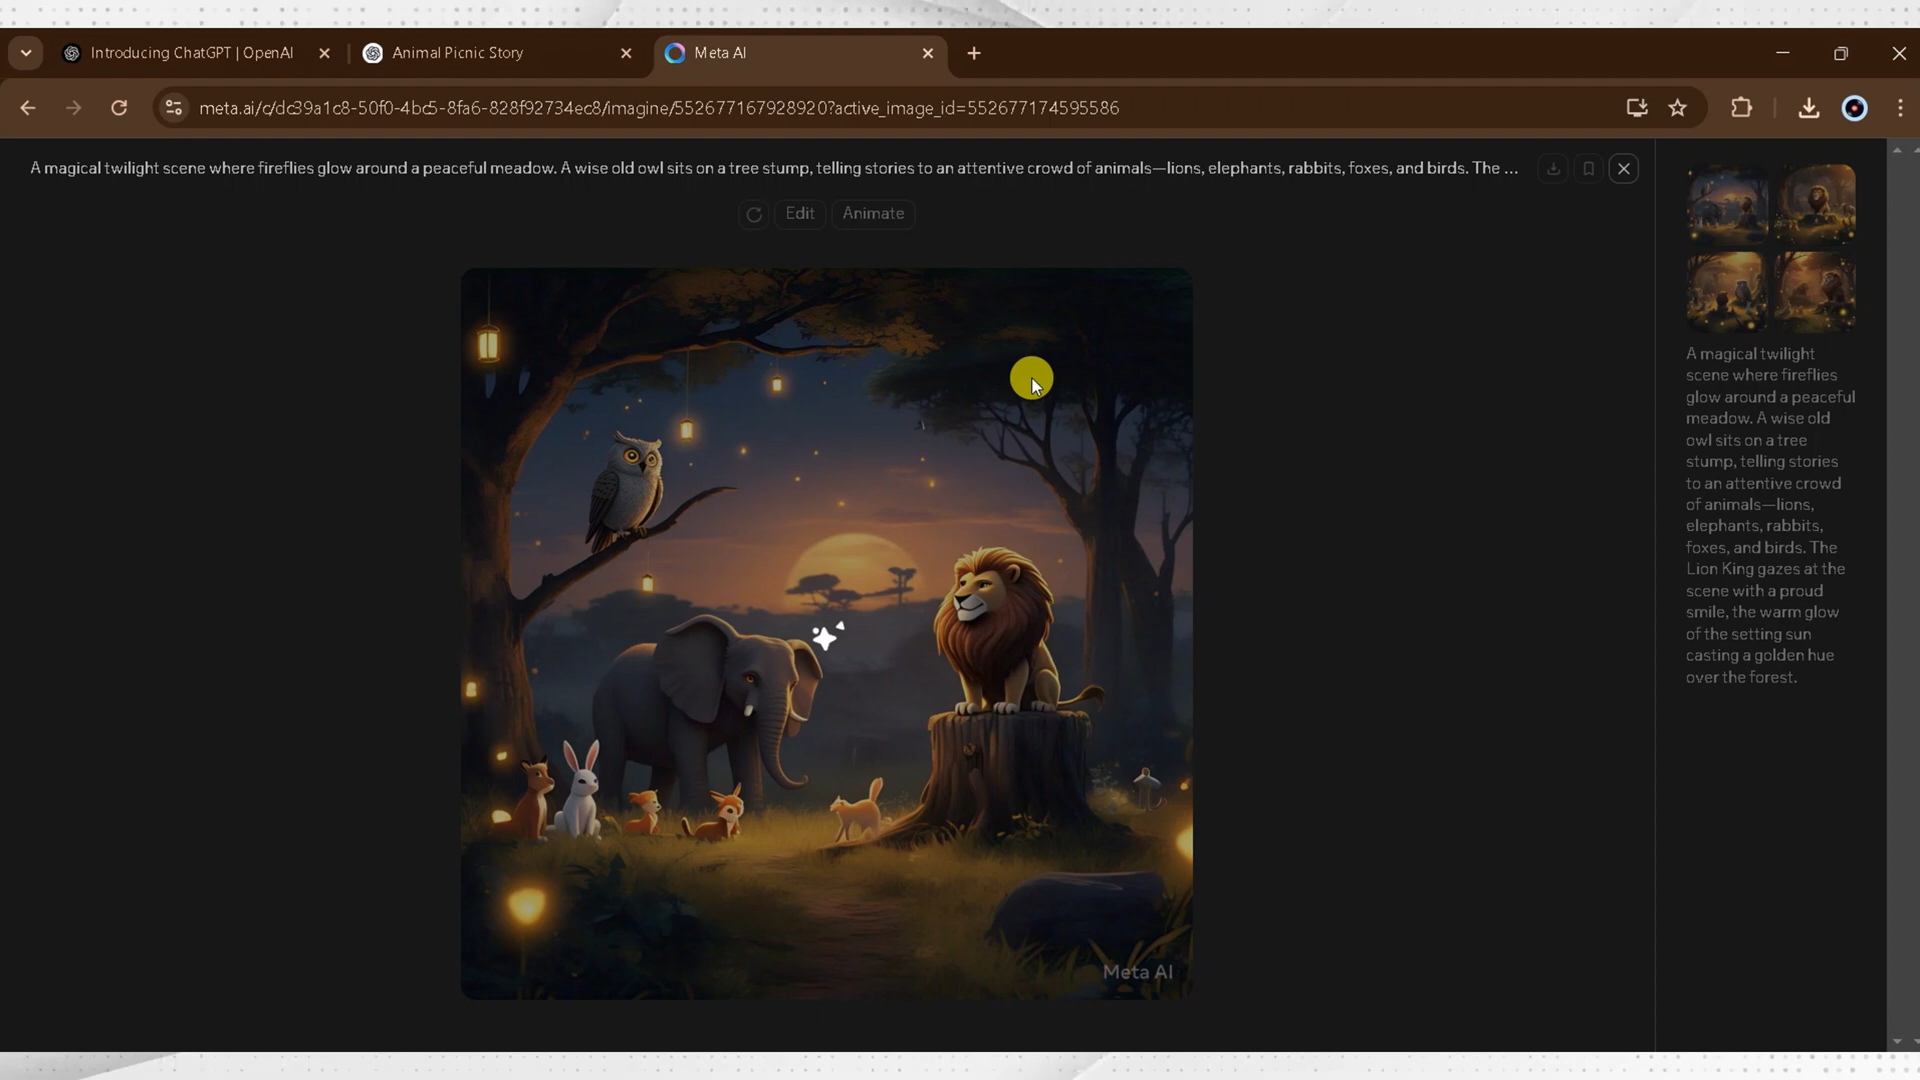 Introducing ChatGPT | OpenAI
Animal Picnic Story
Meta AI
meta.ai/c/dc39a1c8-50f0-4bc5-8fa6-828f92734ec8/imagine/552677167928920?active_image_id=552677174595586
A magical twilight scene where fireflies glow around a peaceful meadow. A wise old owl sits on a tree stump, telling stories to an attentive crowd of animals—lions, elephants, rabbits, foxes, and birds. The ...
Edit
Animate
Meta AI
A magical twilight
scene where fireflies
glow around a peaceful
meadow. A wise old
owl sits on a tree
stump, telling stories
to an attentive crowd
of animals—lions,
elephants, rabbits,
foxes, and birds. The
Lion King gazes at the
scene with a proud
smile, the warm glow
of the setting sun
casting a golden hue
over the forest.